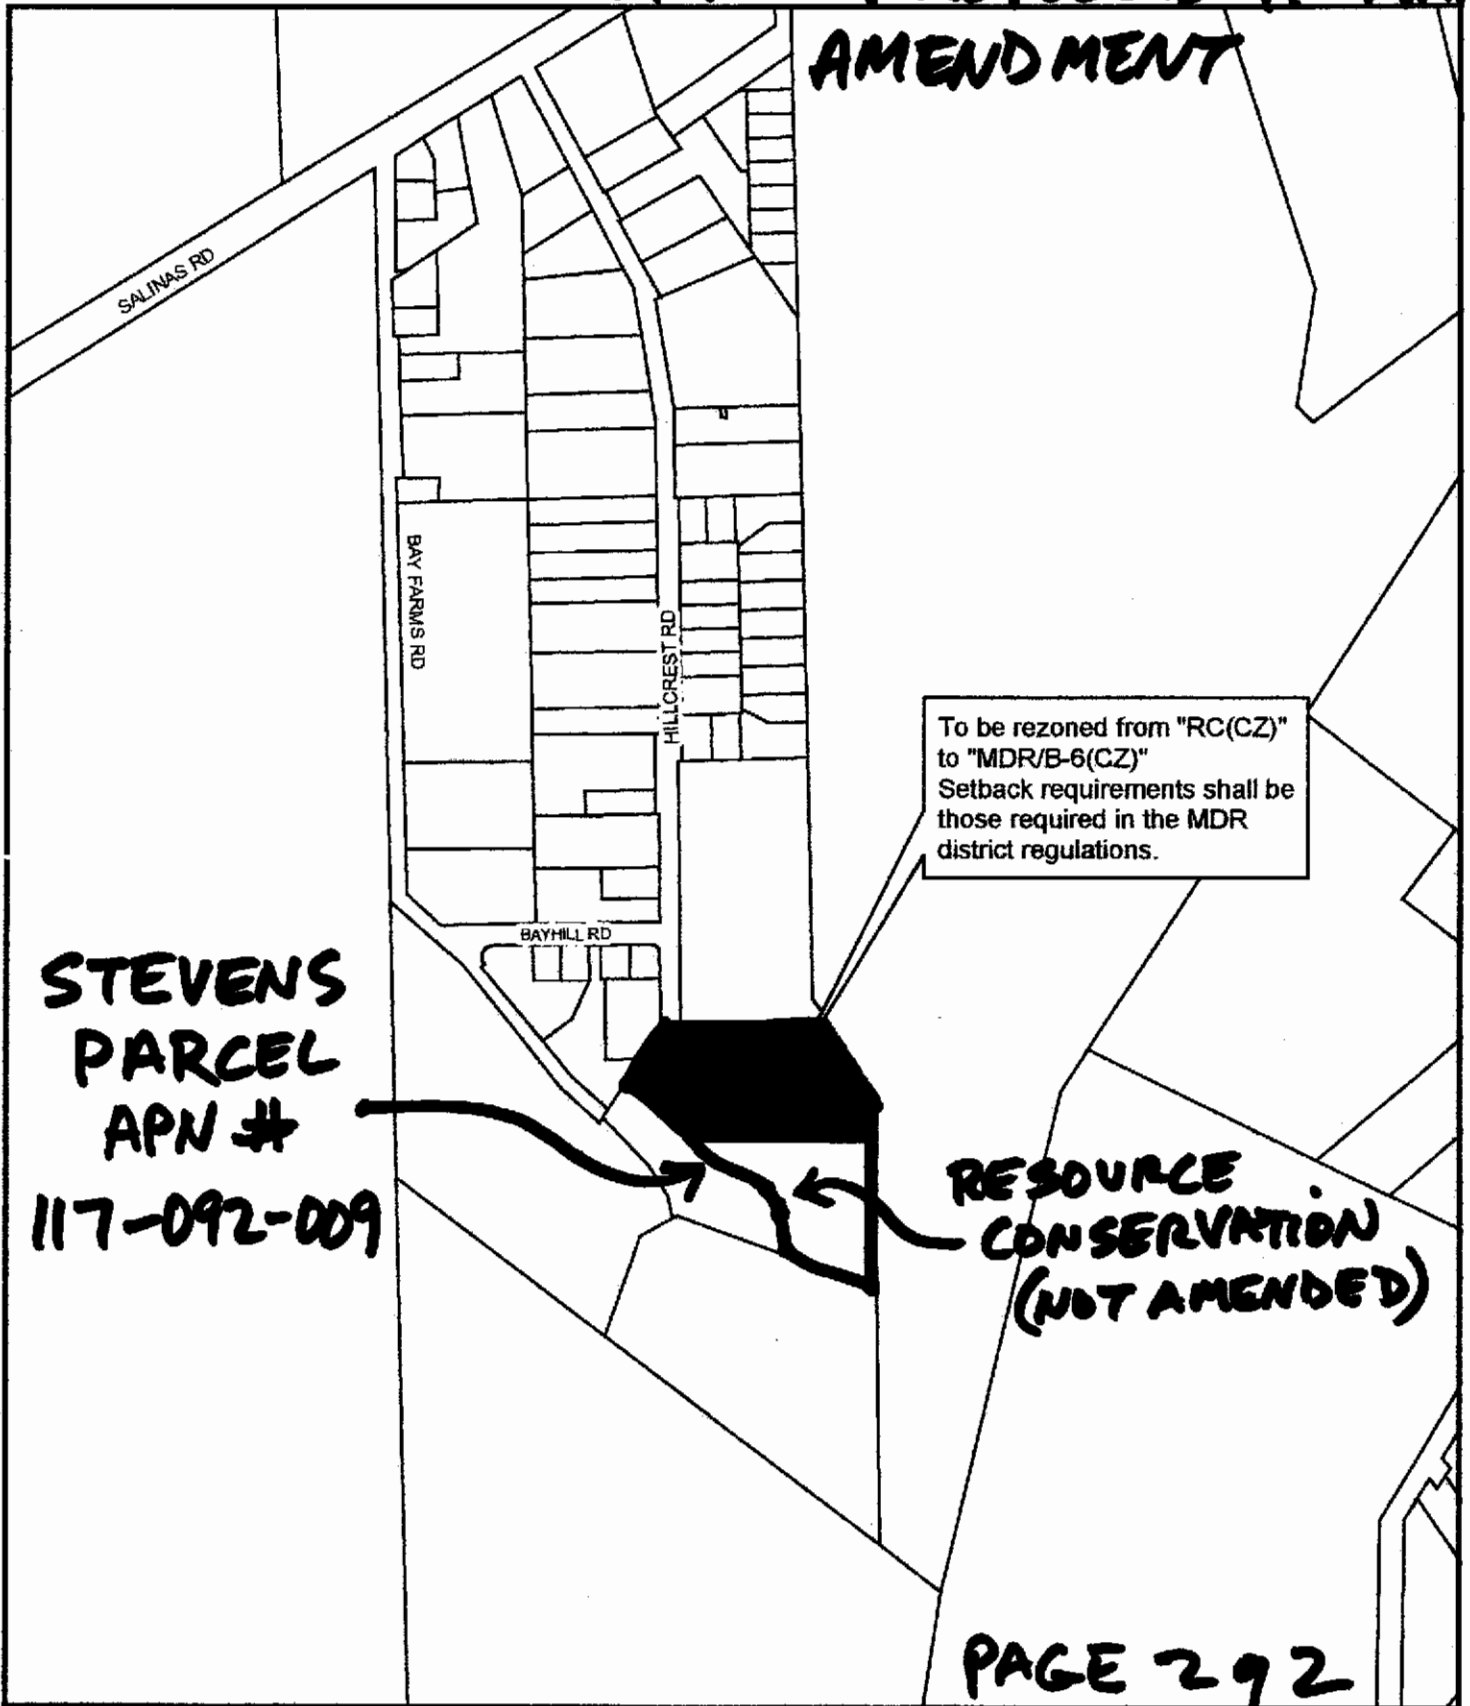 AMENDMENT
SALINAS RD
BAY FARMS RD
HILLCREST RD
To be rezoned from "RC(CZ)"
to "MDR/B-6(CZ)"
Setback requirements shall be
those required in the MDR
district regulations.
BAYHILL RD
STEVENS
PARCEL
APN #
117-092-009
RESOURCE
CONSERVATION
(NOT AMENDED)
PAGE 292